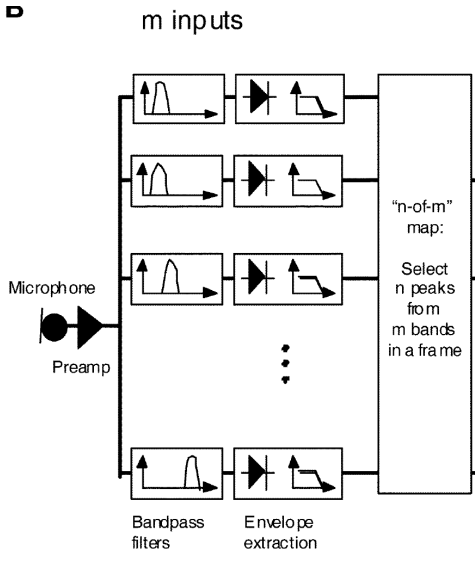 B
m inputs
"n-of-m"
map:
Select
n peaks
from
m bands
in a frame
Microphone
Preamp
Bandpass
filters
Envelope
extraction